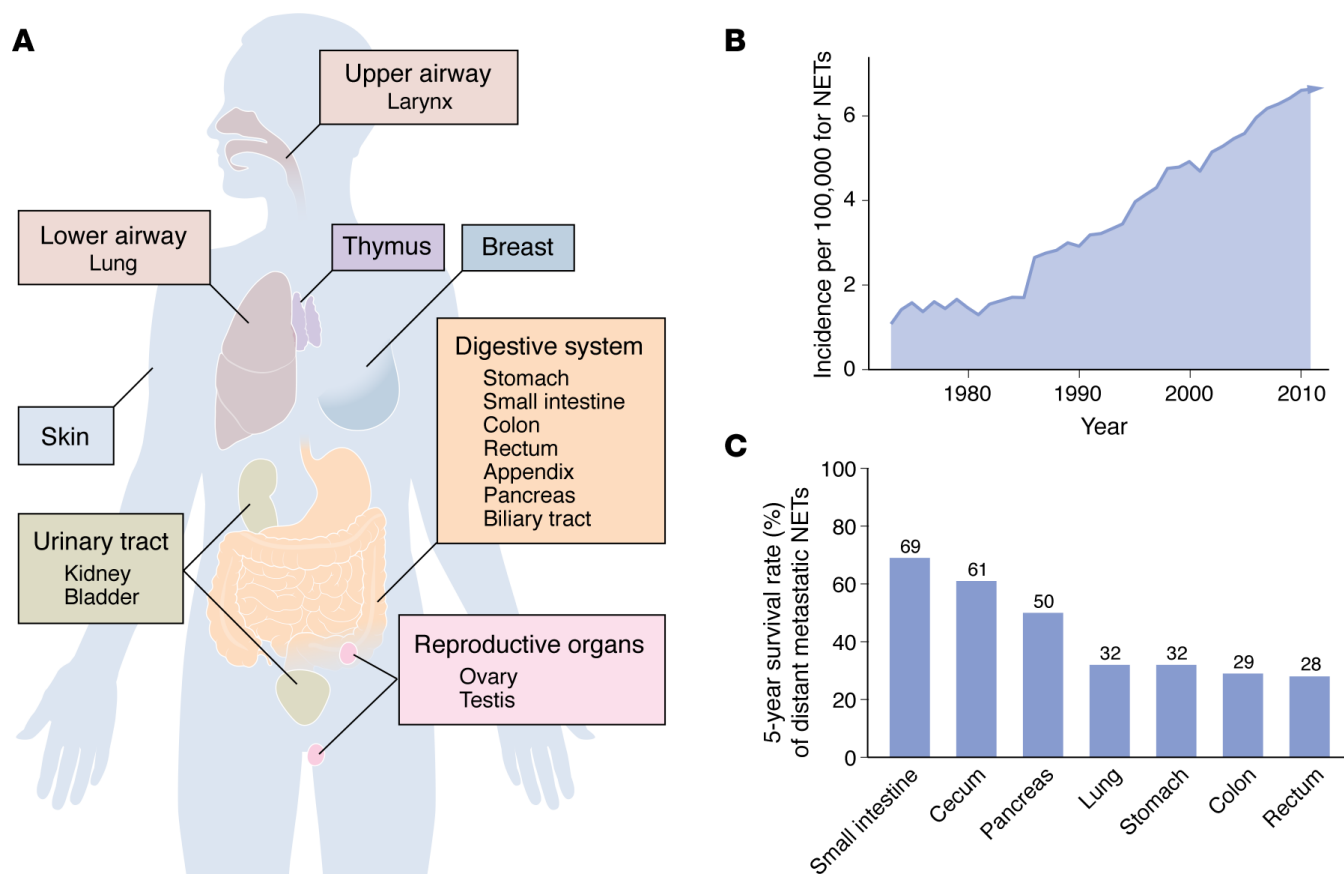 A
Upper airway
Larynx
Lower airway
Lung
Thymus
Breast
Digestive system
Stomach
Small intestine
Colon
Rectum
Appendix
Pancreas
Biliary tract
Skin
Urinary tract
Kidney
Bladder
Reproductive organs
Ovary
Testis
B
Incidence per 100,000 for NETs
6
4
2
0
1980
1990
2000
2010
Year
C
5-year survival rate (%)
of distant metastatic NETs
100
80
60
40
20
0
69
61
50
32
32
29
28
Small intestine
Cecum
Pancreas
Lung
Stomach
Colon
Rectum